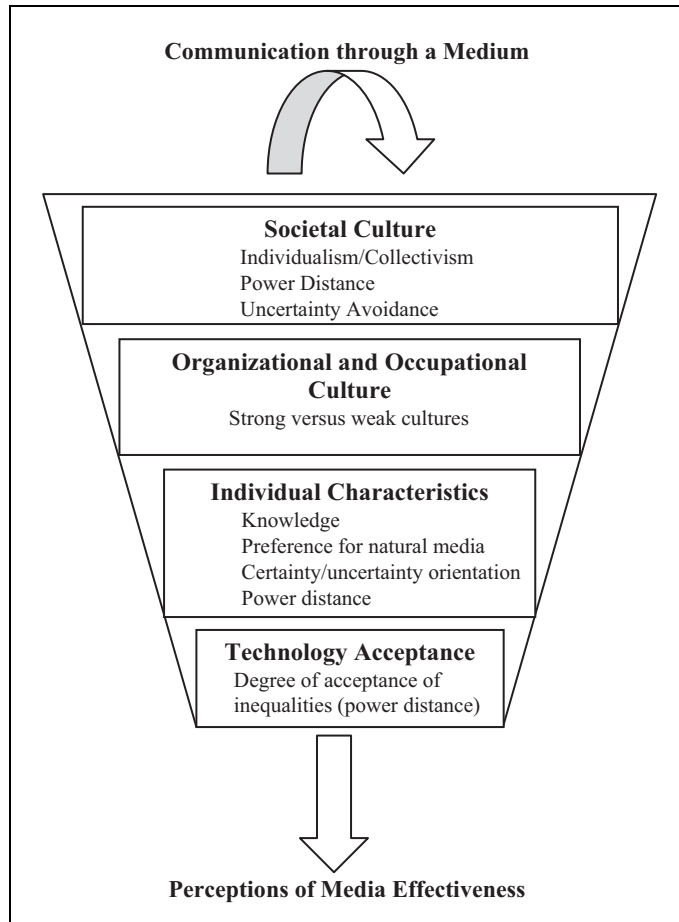 Communication through a Medium
Societal Culture
Individualism/Collectivism
Power Distance
Uncertainty Avoidance
Organizational and Occupational
Culture
Strong versus weak cultures
Individual Characteristics
Knowledge
Preference for natural media
Certainty/uncertainty orientation
Power distance
Technology Acceptance
Degree of acceptance of
inequalities (power distance)
Perceptions of Media Effectiveness